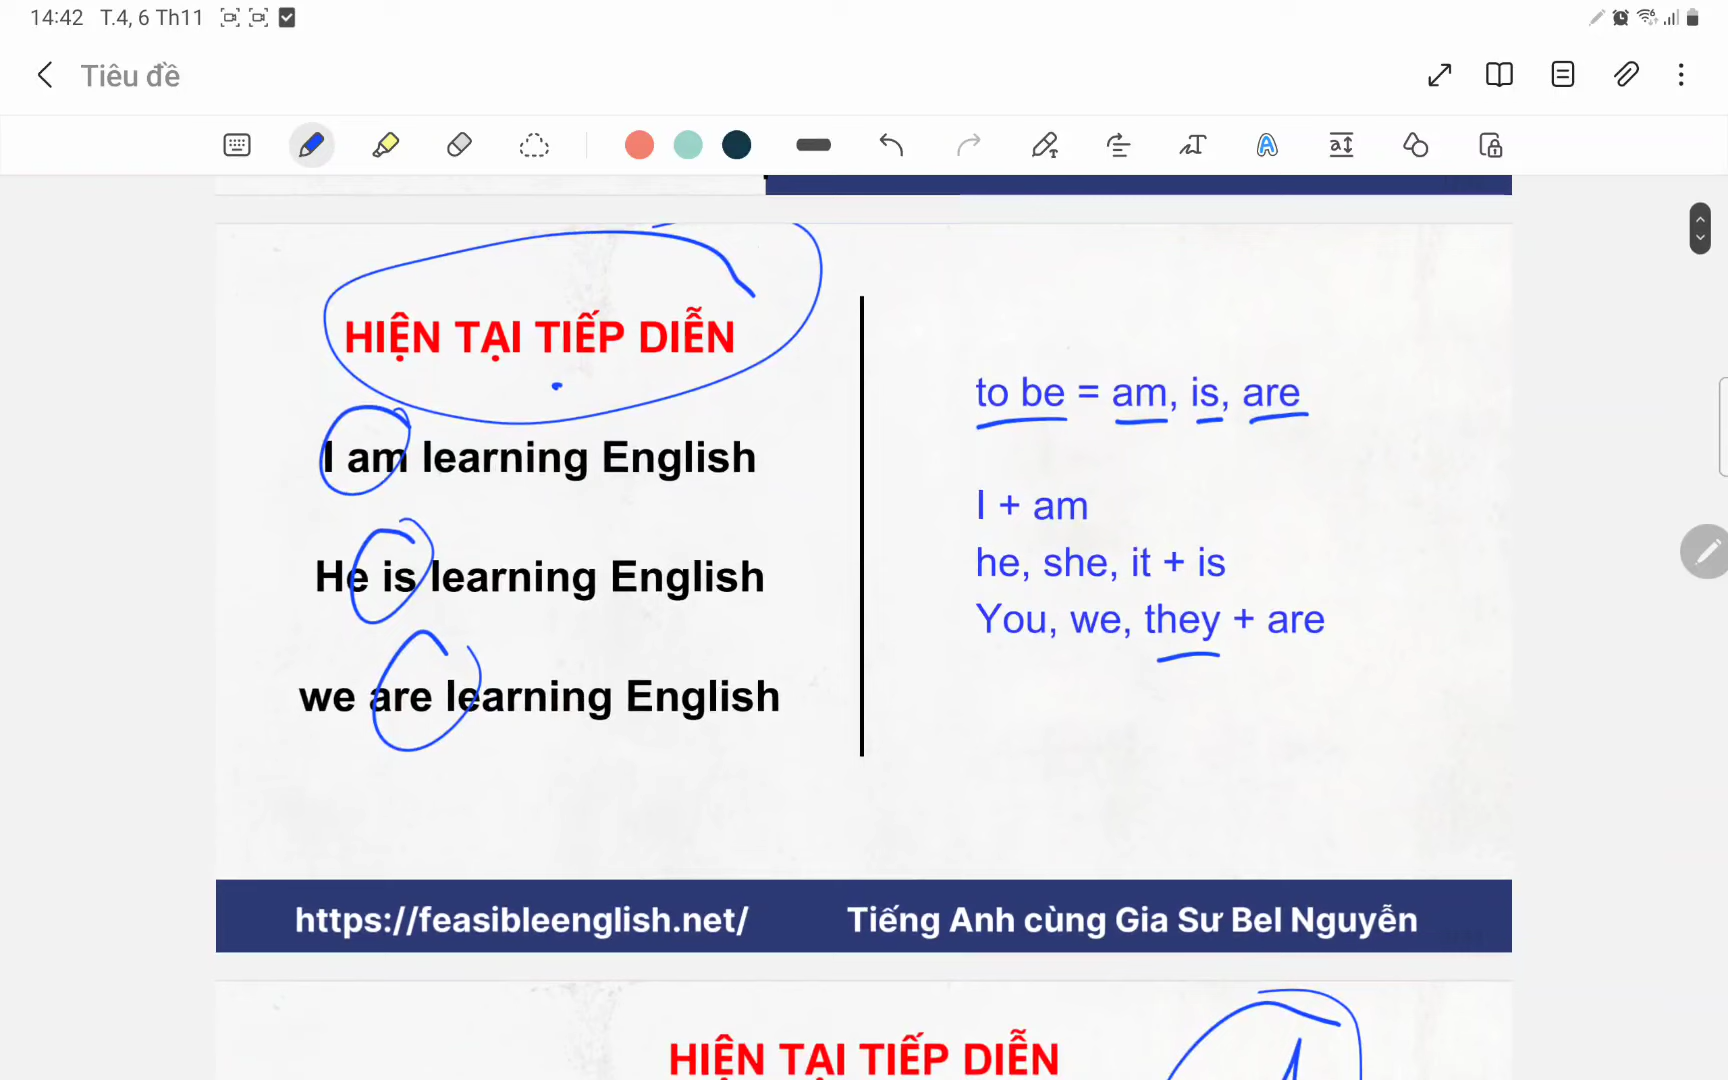 14:42 T.4, 6 Th11
Tiêu đề
HIỆN TẠI TIẾP DIỄN
I am learning English
He is learning English
we are learning English
to be = am, is, are
I + am
he, she, it + is
You, we, they + are
https://feasibleenglish.net/ Tiếng Anh cùng Gia Sư Bel Nguyễn
HIỆN TẠI TIẾP DIỄN